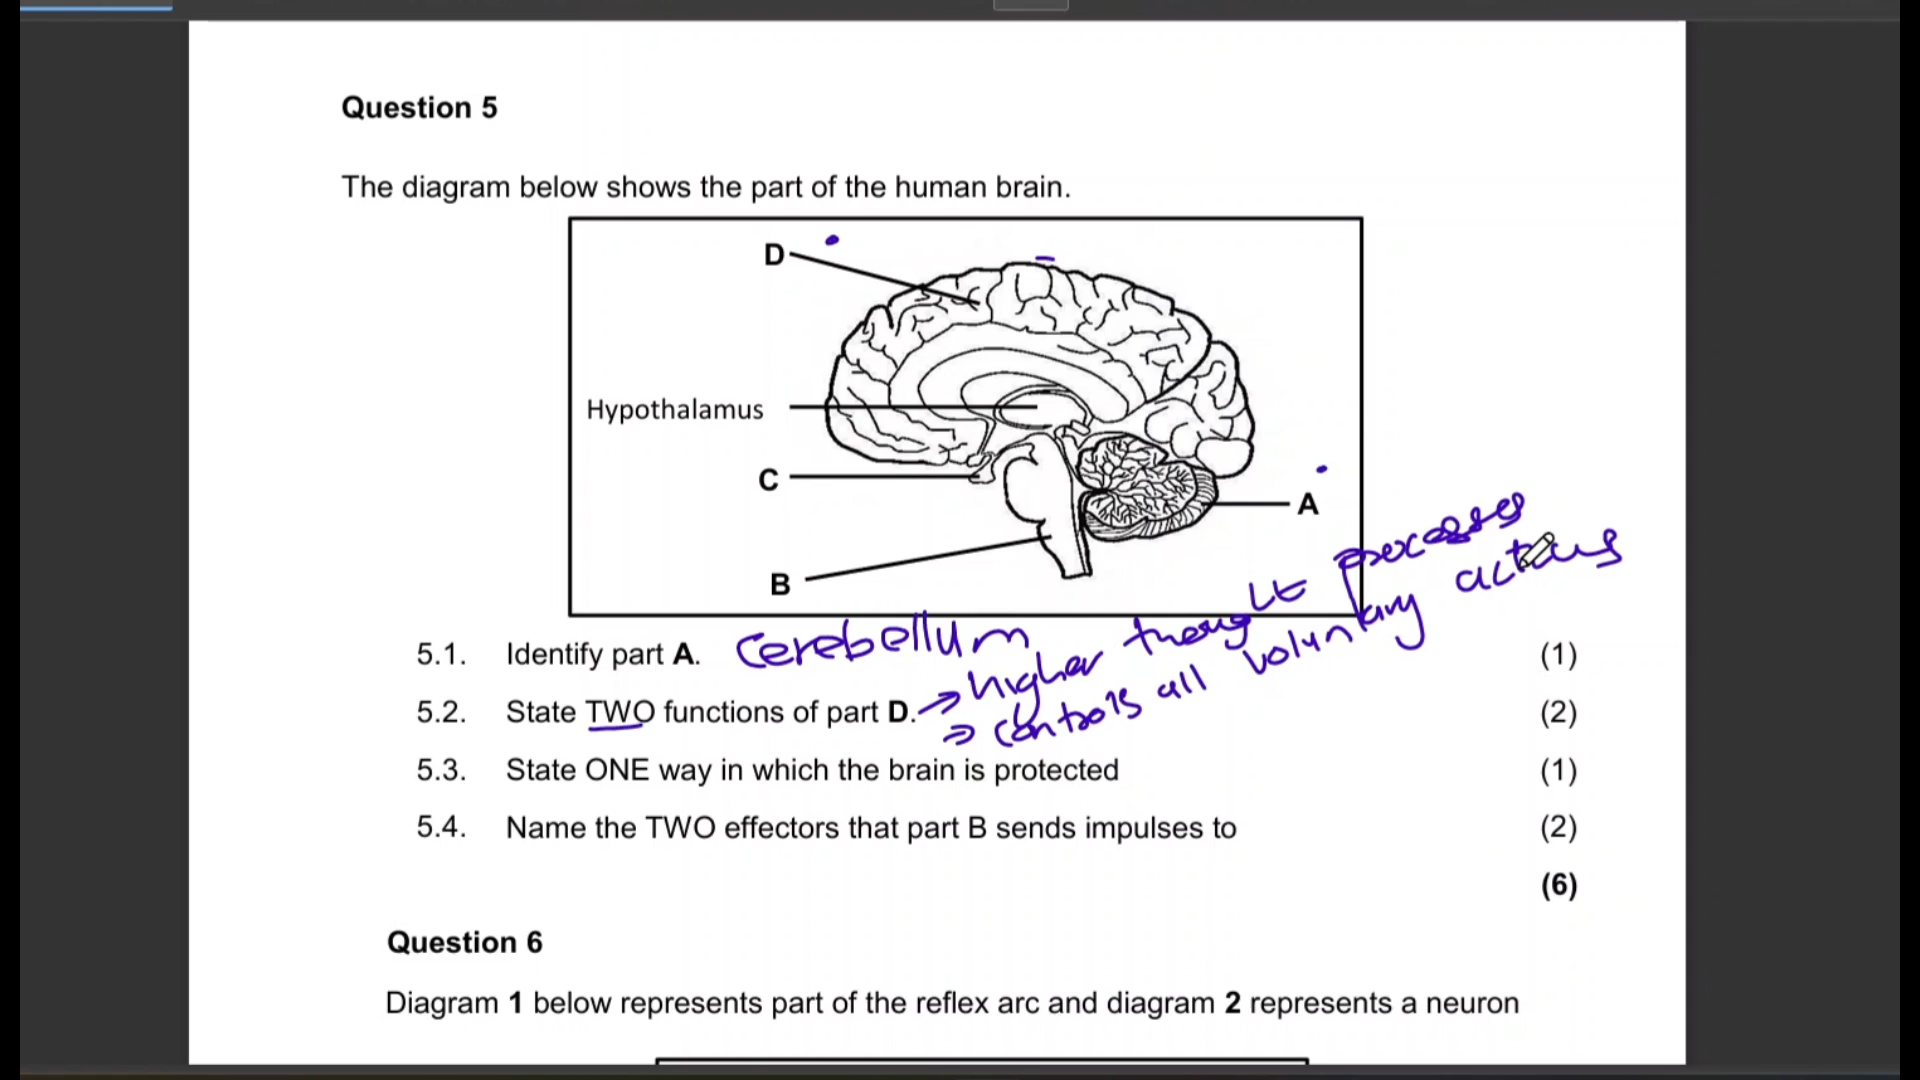 Question 5
The diagram below shows the part of the human brain.
D
Hypothalamus
C
A
B
5.1. Identify part A. Cerebellum (1)
5.2. State TWO functions of part D. → higher thought processes (2)
⇒ controls all voluntary actions
5.3. State ONE way in which the brain is protected (1)
5.4. Name the TWO effectors that part B sends impulses to (2)
(6)
Question 6
Diagram 1 below represents part of the reflex arc and diagram 2 represents a neuron